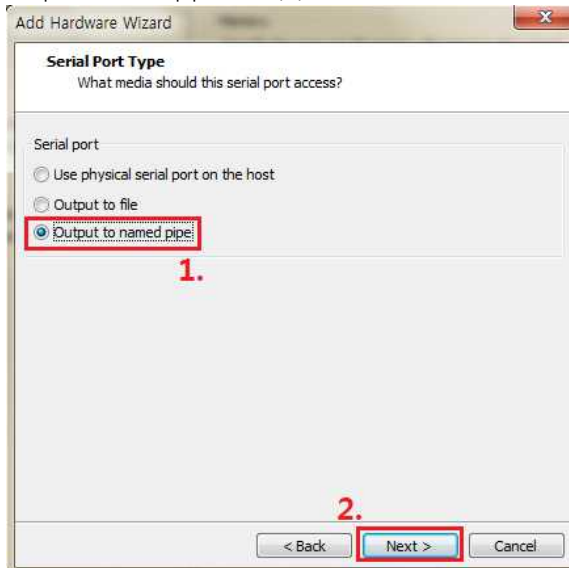 Add Hardware Wizard
x
Serial Port Type
What media should this serial port access?
Serial port
Use physical serial port on the host
Output to file
Output to named pipe
1.
2.
< Back Next > Cancel